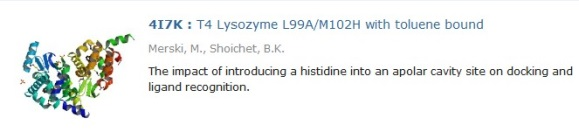 4I7K : T4 Lysozyme L99A/M102H with toluene bound
Merski, M., Shoichet, B.K.
The impact of introducing a histidine into an apolar cavity site on docking and
ligand recognition.